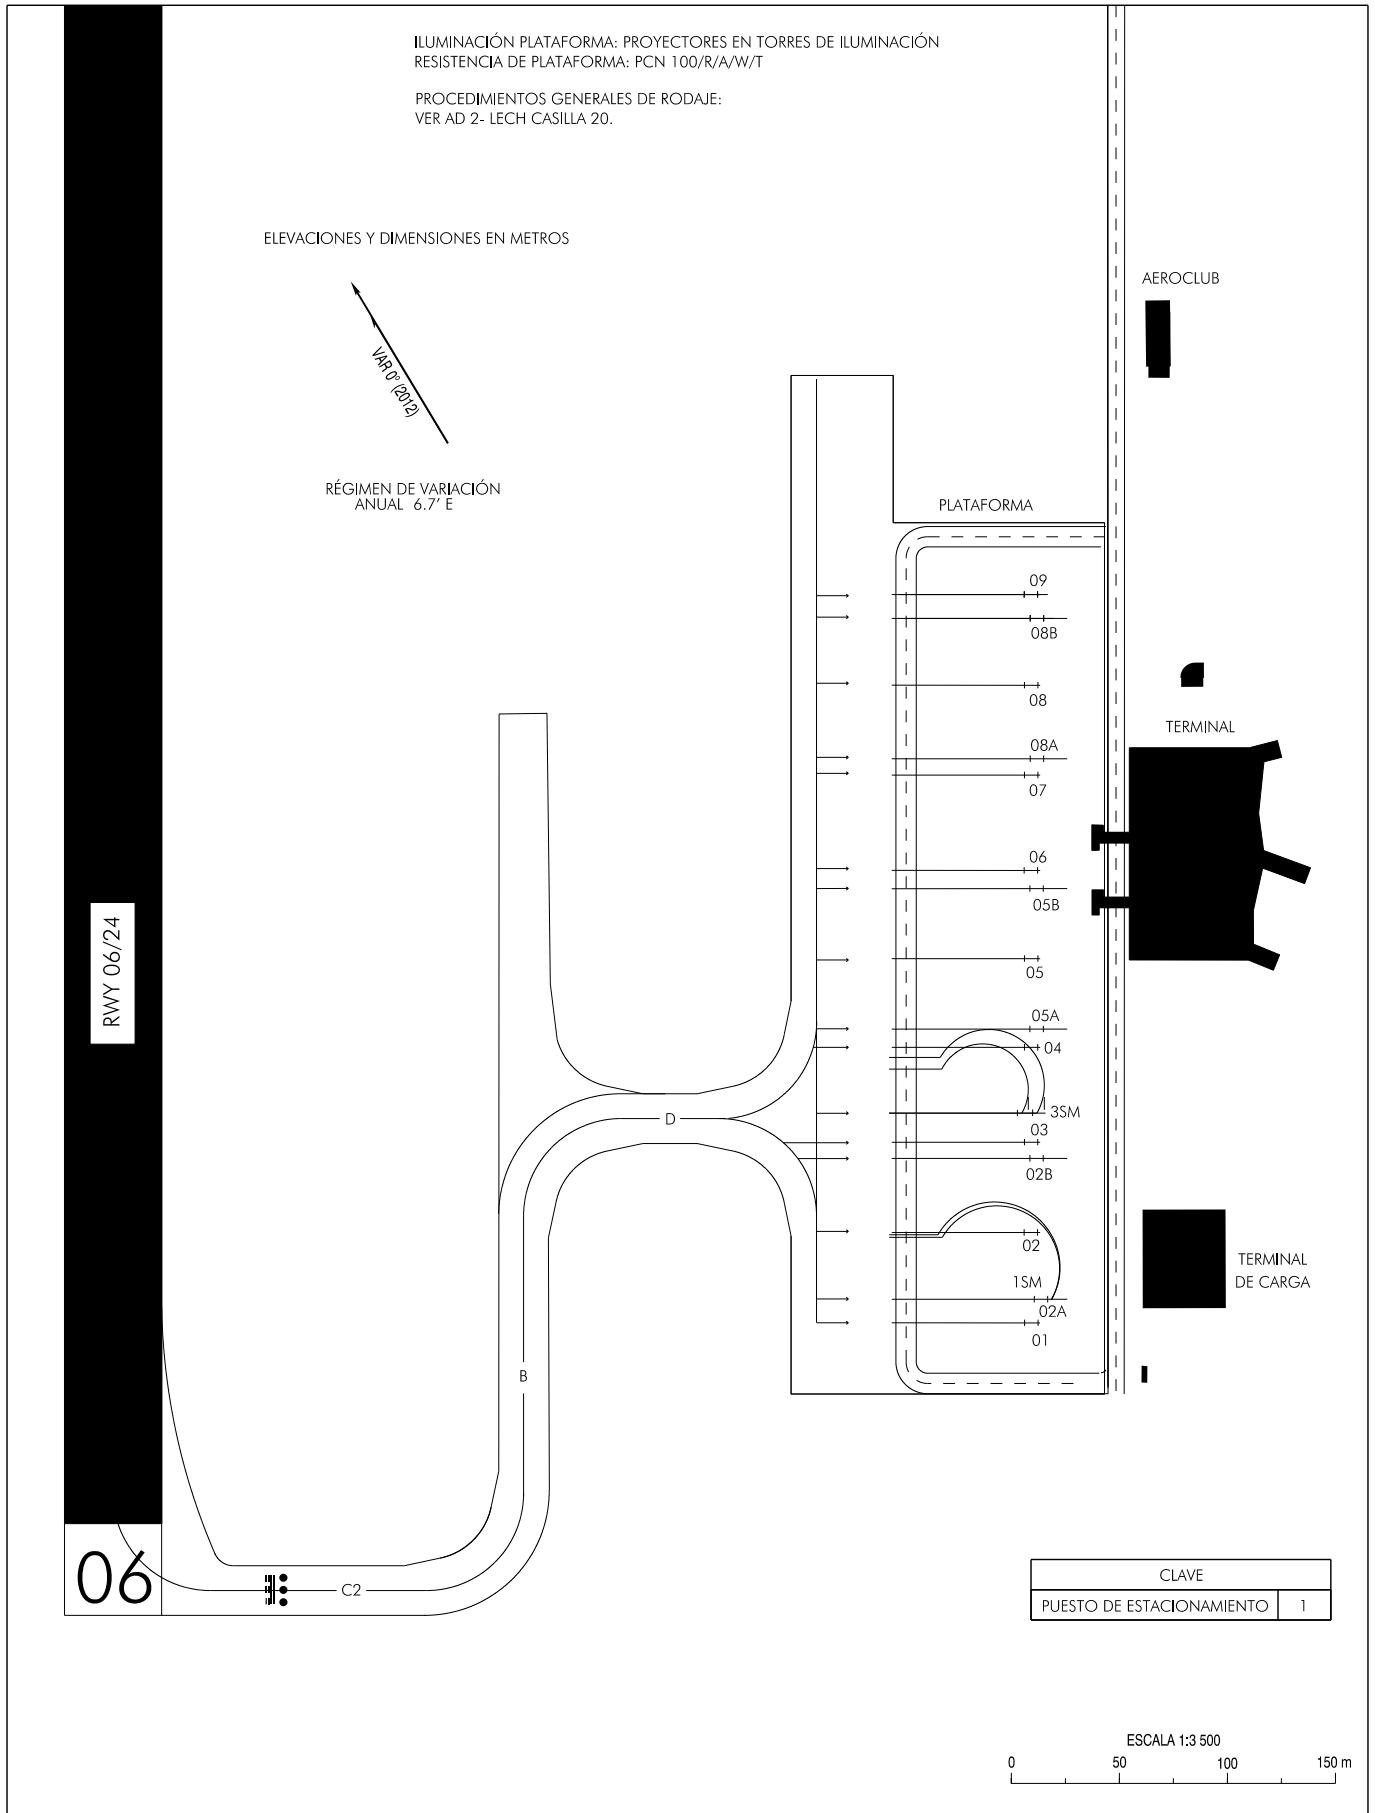 ILUMINACIÓN PLATAFORMA: PROYECTORES EN TORRES DE ILUMINACIÓN
RESISTENCIA DE PLATAFORMA: PCN 100/R/A/W/T
PROCEDIMIENTOS GENERALES DE RODAJE:
VER AD 2- LECH CASILLA 20.
ELEVACIONES Y DIMENSIONES EN METROS
AEROCLUB
VAR 0° (2012)
RÉGIMEN DE VARIACIÓN
ANUAL 6.7' E
PLATAFORMA
09
08B
08
TERMINAL
08A
07
06
05B
RWY 06/24
05
05A
04
3SM
D
03
02B
02
TERMINAL
DE CARGA
1SM
02A
01
B
06
C2
CLAVE
PUESTO DE ESTACIONAMIENTO 1
ESCALA 1:3 500
0 50 100 150 m